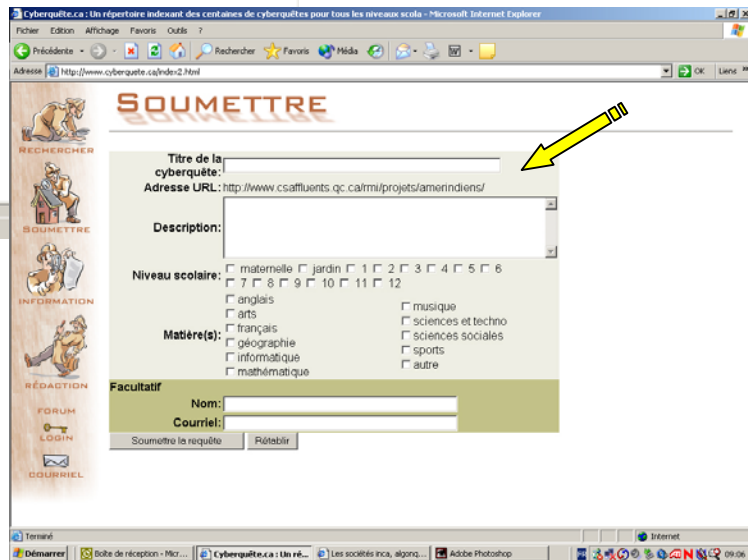 Cyberquête.ca : Un répertoire indexant des centaines de cyberquêtes pour tous les niveaux scola - Microsoft Internet Explorer
Fichier Edition Affichage Favoris Outils ?
Précédente Rechercher Favoris Média
Adresse http://www.cyberquete.ca/index2.html OK Liens
SOUMETTRE
RECHERCHER
SOUMETTRE
INFORMATION
RÉDACTION
FORUM
LOGIN
COURRIEL
Titre de la
cyberquête:
Adresse URL: http://www.csaffluents.qc.ca/rmi/projets/amerindiens/
Description:
Niveau scolaire: maternelle jardin 1 2 3 4 5 6
7 8 9 10 11 12
Matière(s):
anglais
arts
français
géographie
informatique
mathématique
musique
sciences et techno
sciences sociales
sports
autre
Facultatif
Nom:
Courriel:
Soumettre la requête Rétablir
Terminé Internet
Démarrer Boîte de réception - Micr... Cyberquête.ca : Un ré... Les sociétés inca, algonq... Adobe Photoshop 09:06